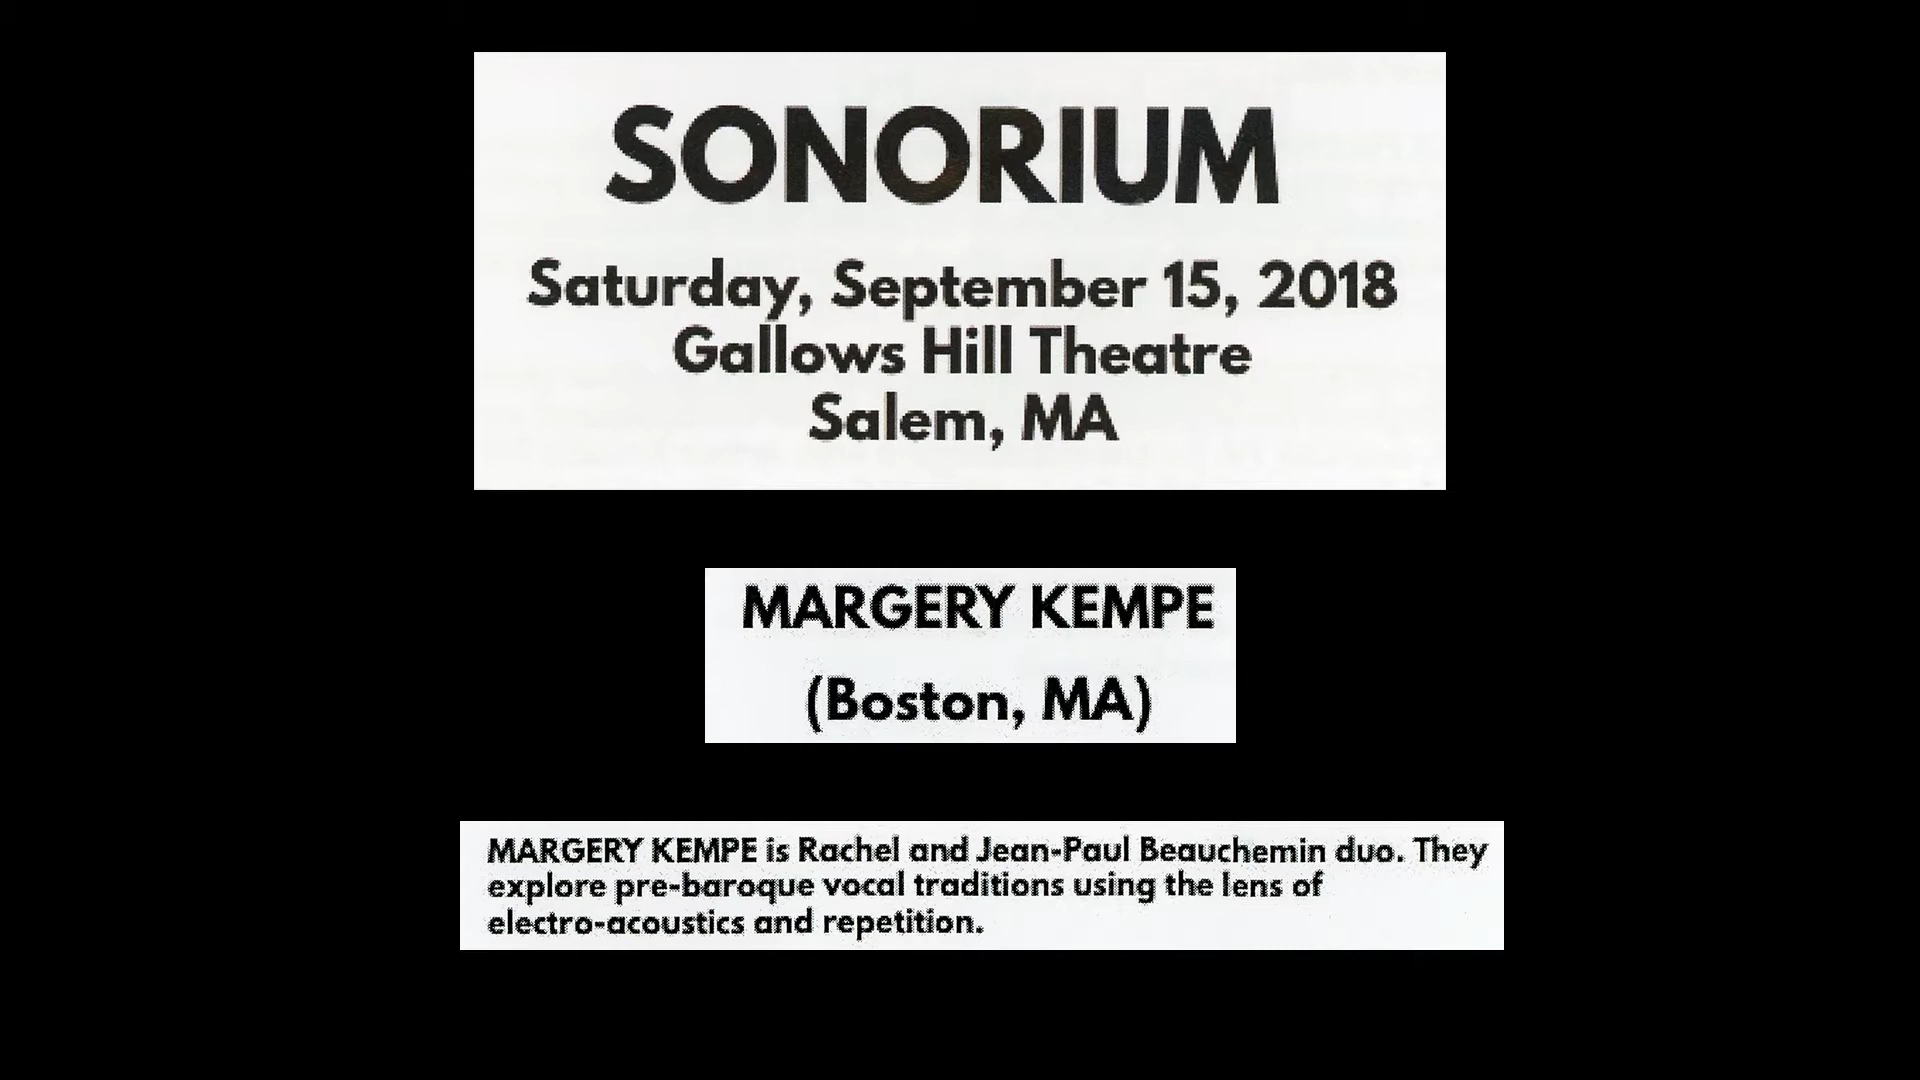 SONORIUM
Saturday, September 15, 2018
Gallows Hill Theatre
Salem, MA
MARGERY KEMPE
(Boston, MA)
MARGERY KEMPE is Rachel and Jean-Paul Beauchemin duo. They
explore pre-baroque vocal traditions using the lens of
electro-acoustics and repetition.